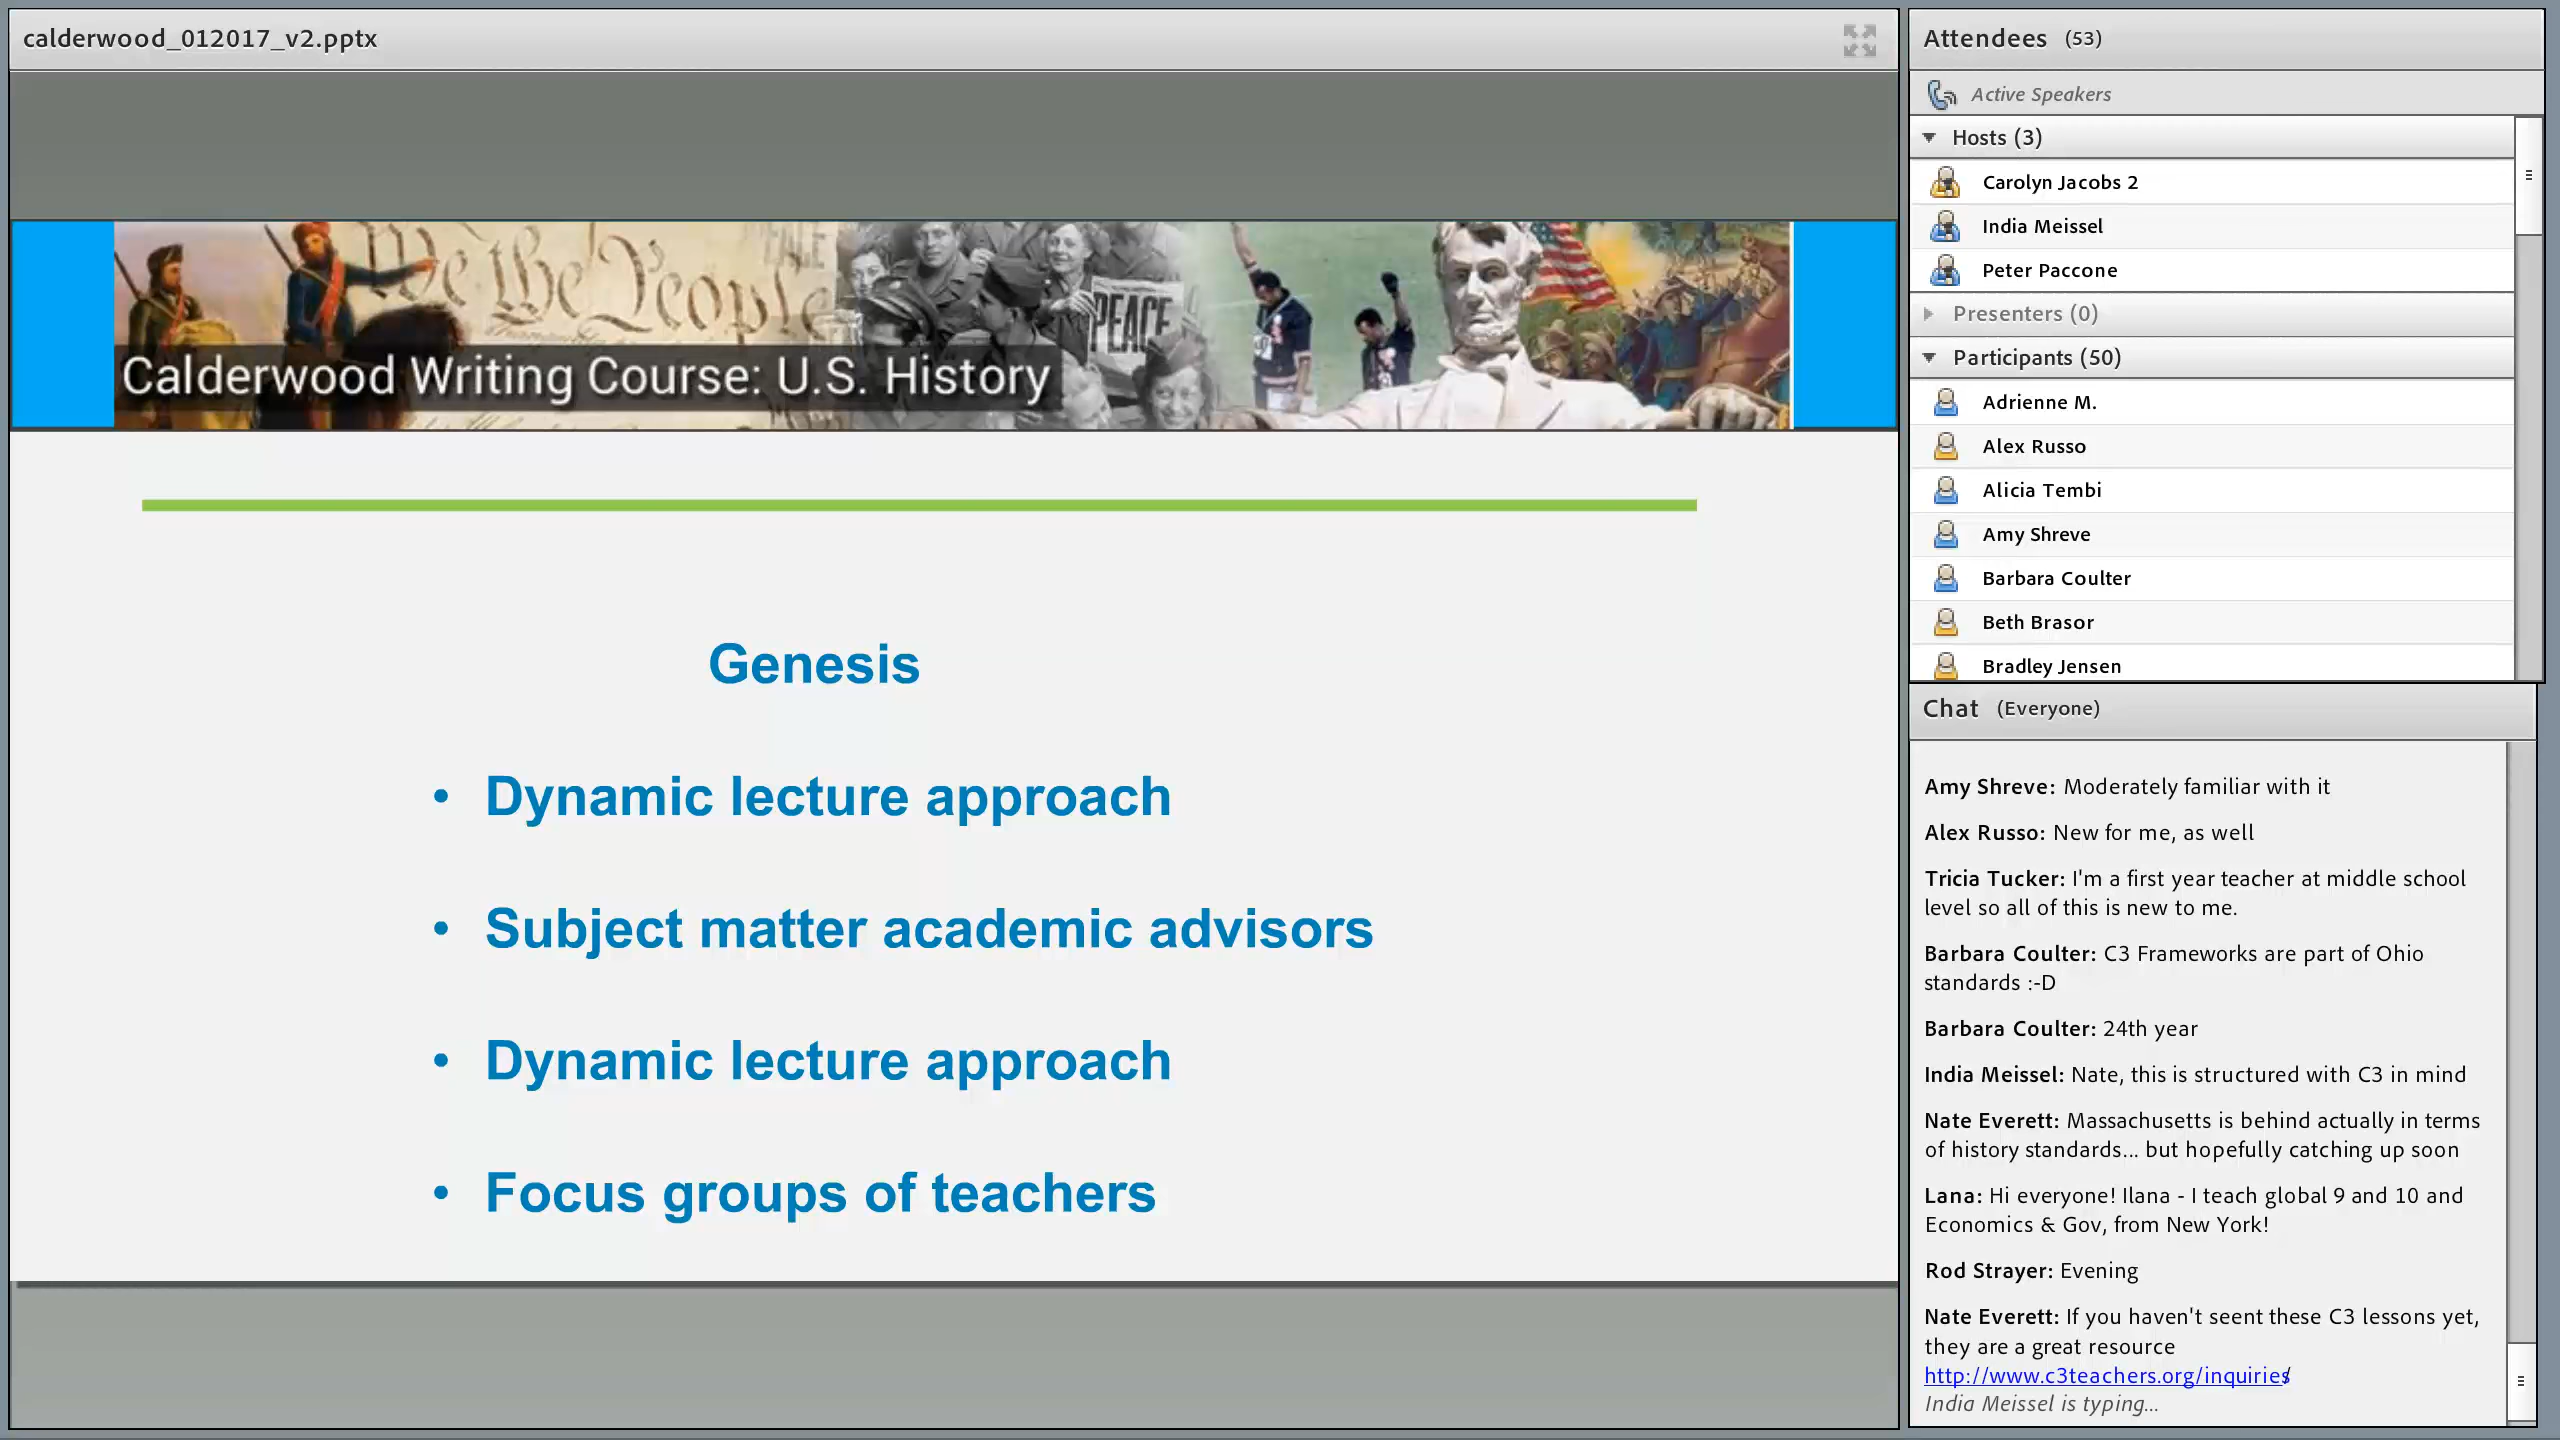 calderwood_012017_v2.pptx
We the People
PEACE
Calderwood Writing Course: U.S. History
Genesis
• Dynamic lecture approach
• Subject matter academic advisors
• Dynamic lecture approach
• Focus groups of teachers
Attendees (53)
Active Speakers
Hosts (3)
Carolyn Jacobs 2
India Meissel
Peter Paccone
Presenters (0)
Participants (50)
Adrienne M.
Alex Russo
Alicia Tembi
Amy Shreve
Barbara Coulter
Beth Brasor
Bradley Jensen
Chat (Everyone)
Amy Shreve: Moderately familiar with it
Alex Russo: New for me, as well
Tricia Tucker: I'm a first year teacher at middle school
level so all of this is new to me.
Barbara Coulter: C3 Frameworks are part of Ohio
standards :-D
Barbara Coulter: 24th year
India Meissel: Nate, this is structured with C3 in mind
Nate Everett: Massachusetts is behind actually in terms
of history standards... but hopefully catching up soon
Lana: Hi everyone! Ilana - I teach global 9 and 10 and
Economics & Gov, from New York!
Rod Strayer: Evening
Nate Everett: If you haven't seent these C3 lessons yet,
they are a great resource
http://www.c3teachers.org/inquiries/
India Meissel is typing...